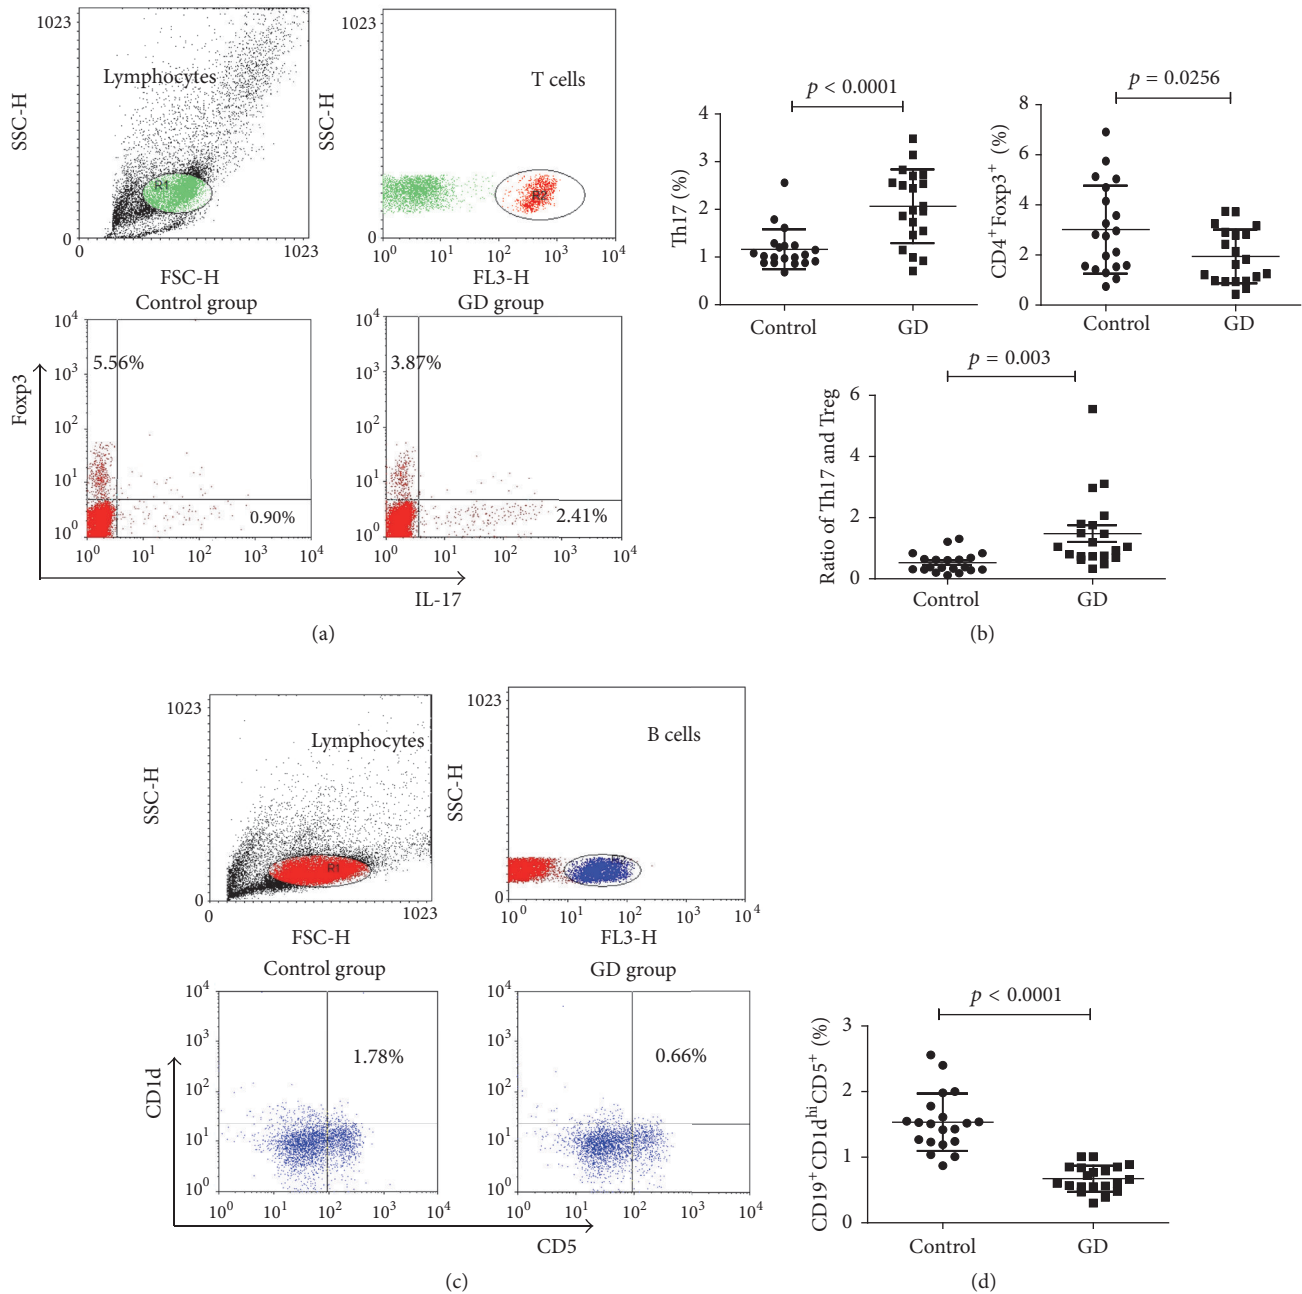 1023
SSC-H
Lymphocytes
R1
0
1023
FSC-H
1023
SSC-H
T cells
R2
0
10^0 10^1 10^2 10^3 10^4
FL3-H
Control group
10^4
5.56%
10^3
10^2
10^1
10^0
0.90%
10^0 10^1 10^2 10^3 10^4
GD group
10^4
3.87%
10^3
10^2
10^1
10^0
2.41%
10^0 10^1 10^2 10^3 10^4
Foxp3
IL-17
(a)
p < 0.0001
Th17 (%)
4
3
2
1
0
Control GD
p = 0.0256
CD4^+Foxp3^+ (%)
8
6
4
2
0
Control GD
p = 0.003
Ratio of Th17 and Treg
6
4
2
0
Control GD
(b)
1023
SSC-H
Lymphocytes
R1
0
0 1023
FSC-H
1023
SSC-H
B cells
0
10^0 10^1 10^2 10^3 10^4
FL3-H
Control group
10^4
10^3
1.78%
10^2
10^1
10^0
10^0 10^1 10^2 10^3 10^4
GD group
10^4
10^3
0.66%
10^2
10^1
10^0
10^0 10^1 10^2 10^3 10^4
CD1d
CD5
(c)
p < 0.0001
CD19^+CD1d^hiCD5^+ (%)
3
2
1
0
Control GD
(d)